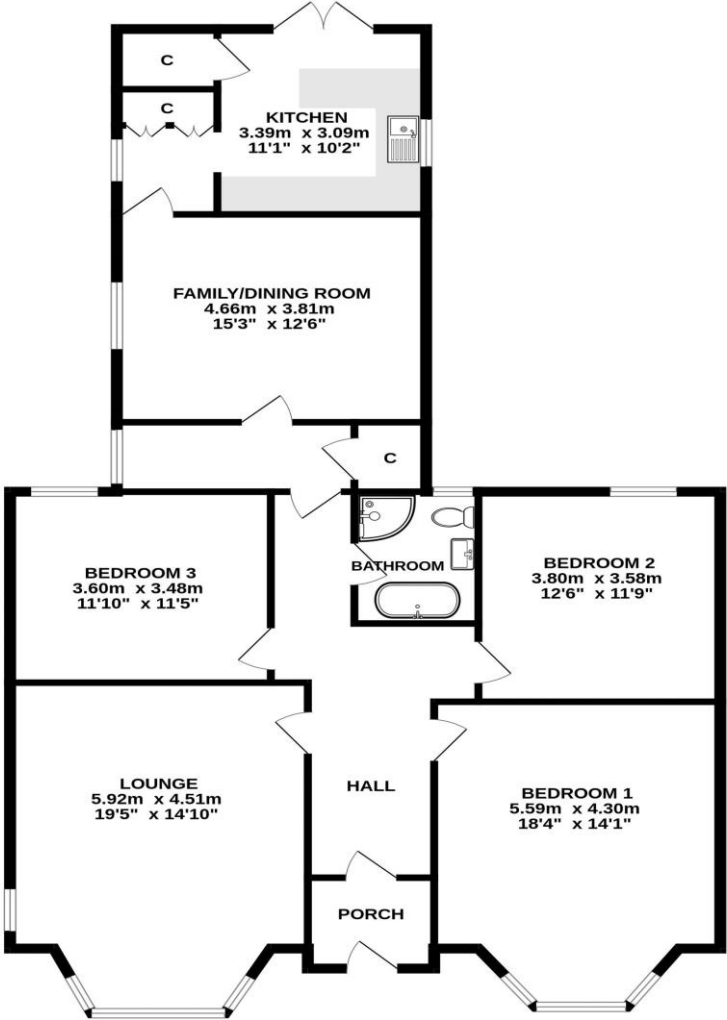 C
C
KITCHEN
3.39m x 3.09m
11'1" x 10'2"
FAMILY/DINING ROOM
4.66m x 3.81m
15'3" x 12'6"
C
BATHROOM
BEDROOM 3
3.60m x 3.48m
11'10" x 11'5"
BEDROOM 2
3.80m x 3.58m
12'6" x 11'9"
LOUNGE
5.92m x 4.51m
19'5" x 14'10"
HALL
BEDROOM 1
5.59m x 4.30m
18'4" x 14'1"
PORCH